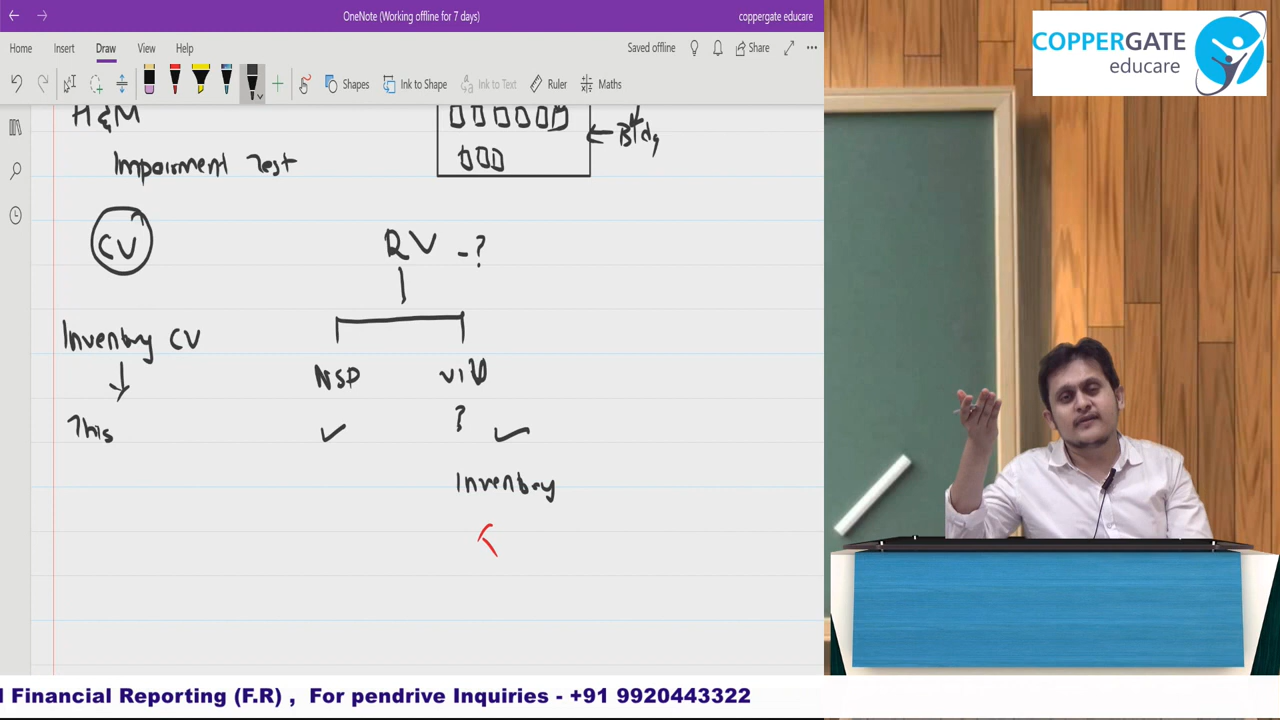 OneNote (Working offline for 7 days)
coppergate educare
Home Insert Draw View Help
Saved offline
Share
Shapes
Ink to Shape
Ink to Text
Ruler
Maths
COPPERGATE
educare
H&M
Bldg
Impairment Test
CV
RV - ?
Inventory CV
NSP
VIU
This
?
Inventory
Financial Reporting (F.R) , For pendrive Inquiries - +91 9920443322